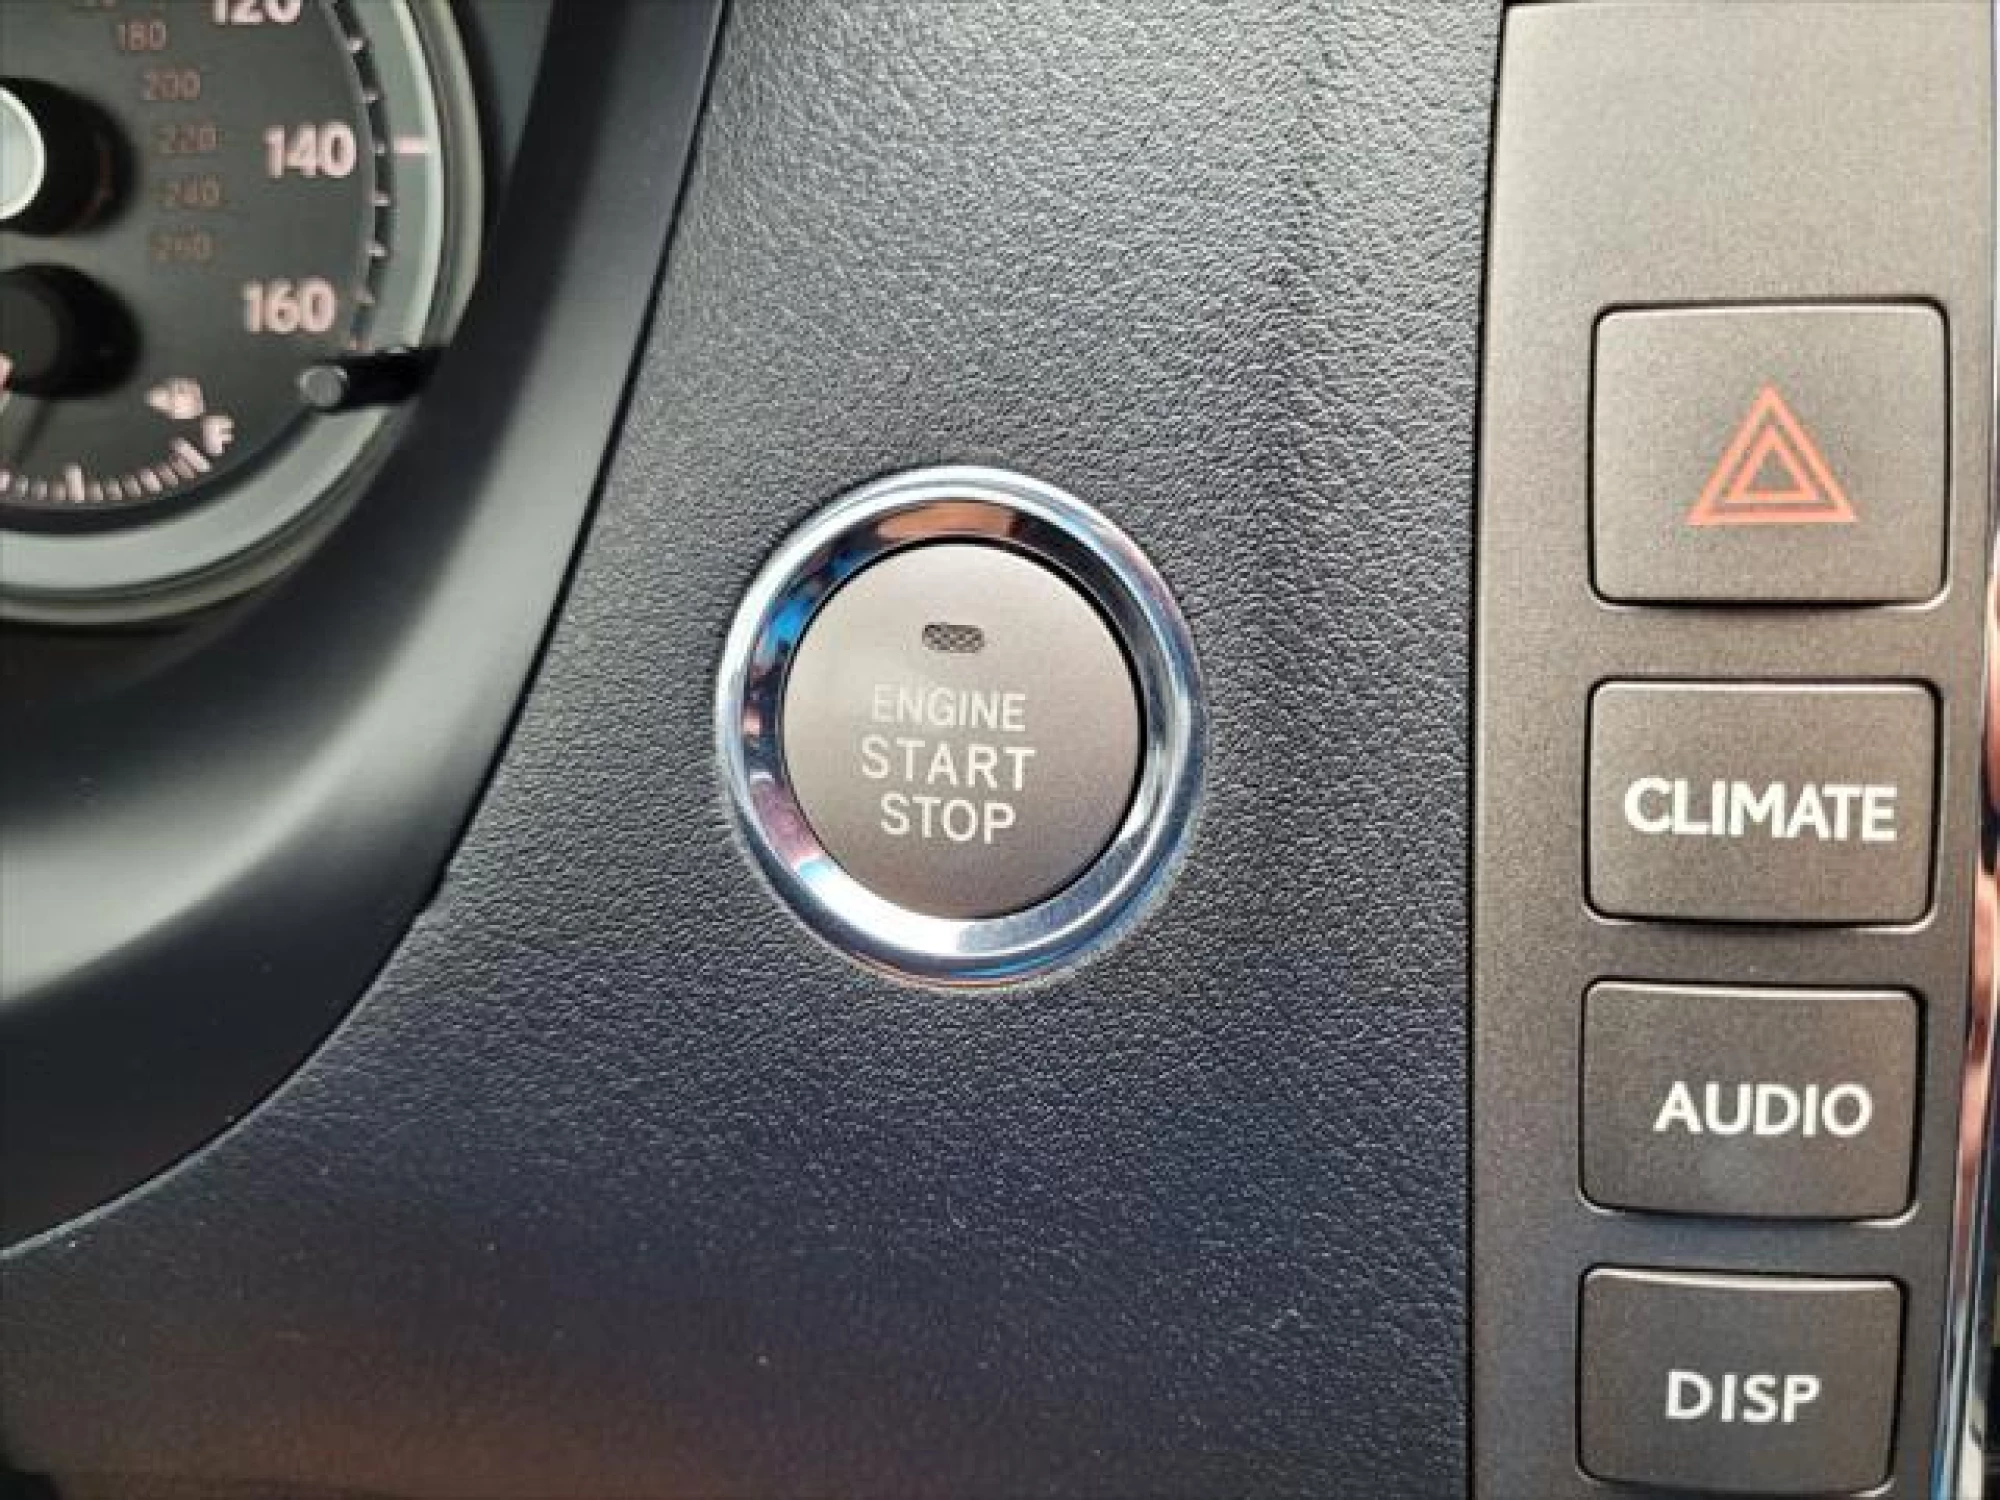 120
180
200
220
140
240
260
160
F
ENGINE
START
STOP
CLIMATE
AUDIO
DISP